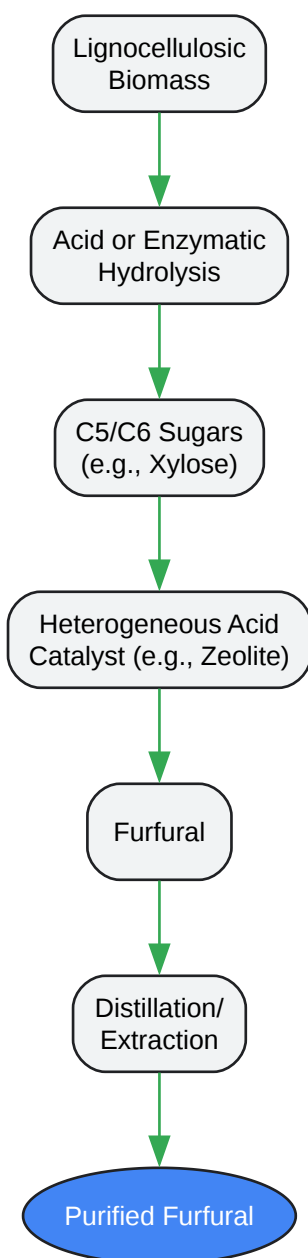 Lignocellulosic
Biomass
Acid or Enzymatic
Hydrolysis
C5/C6 Sugars
(e.g., Xylose)
Heterogeneous Acid
Catalyst (e.g., Zeolite)
Furfural
Distillation/
Extraction
Purified Furfural